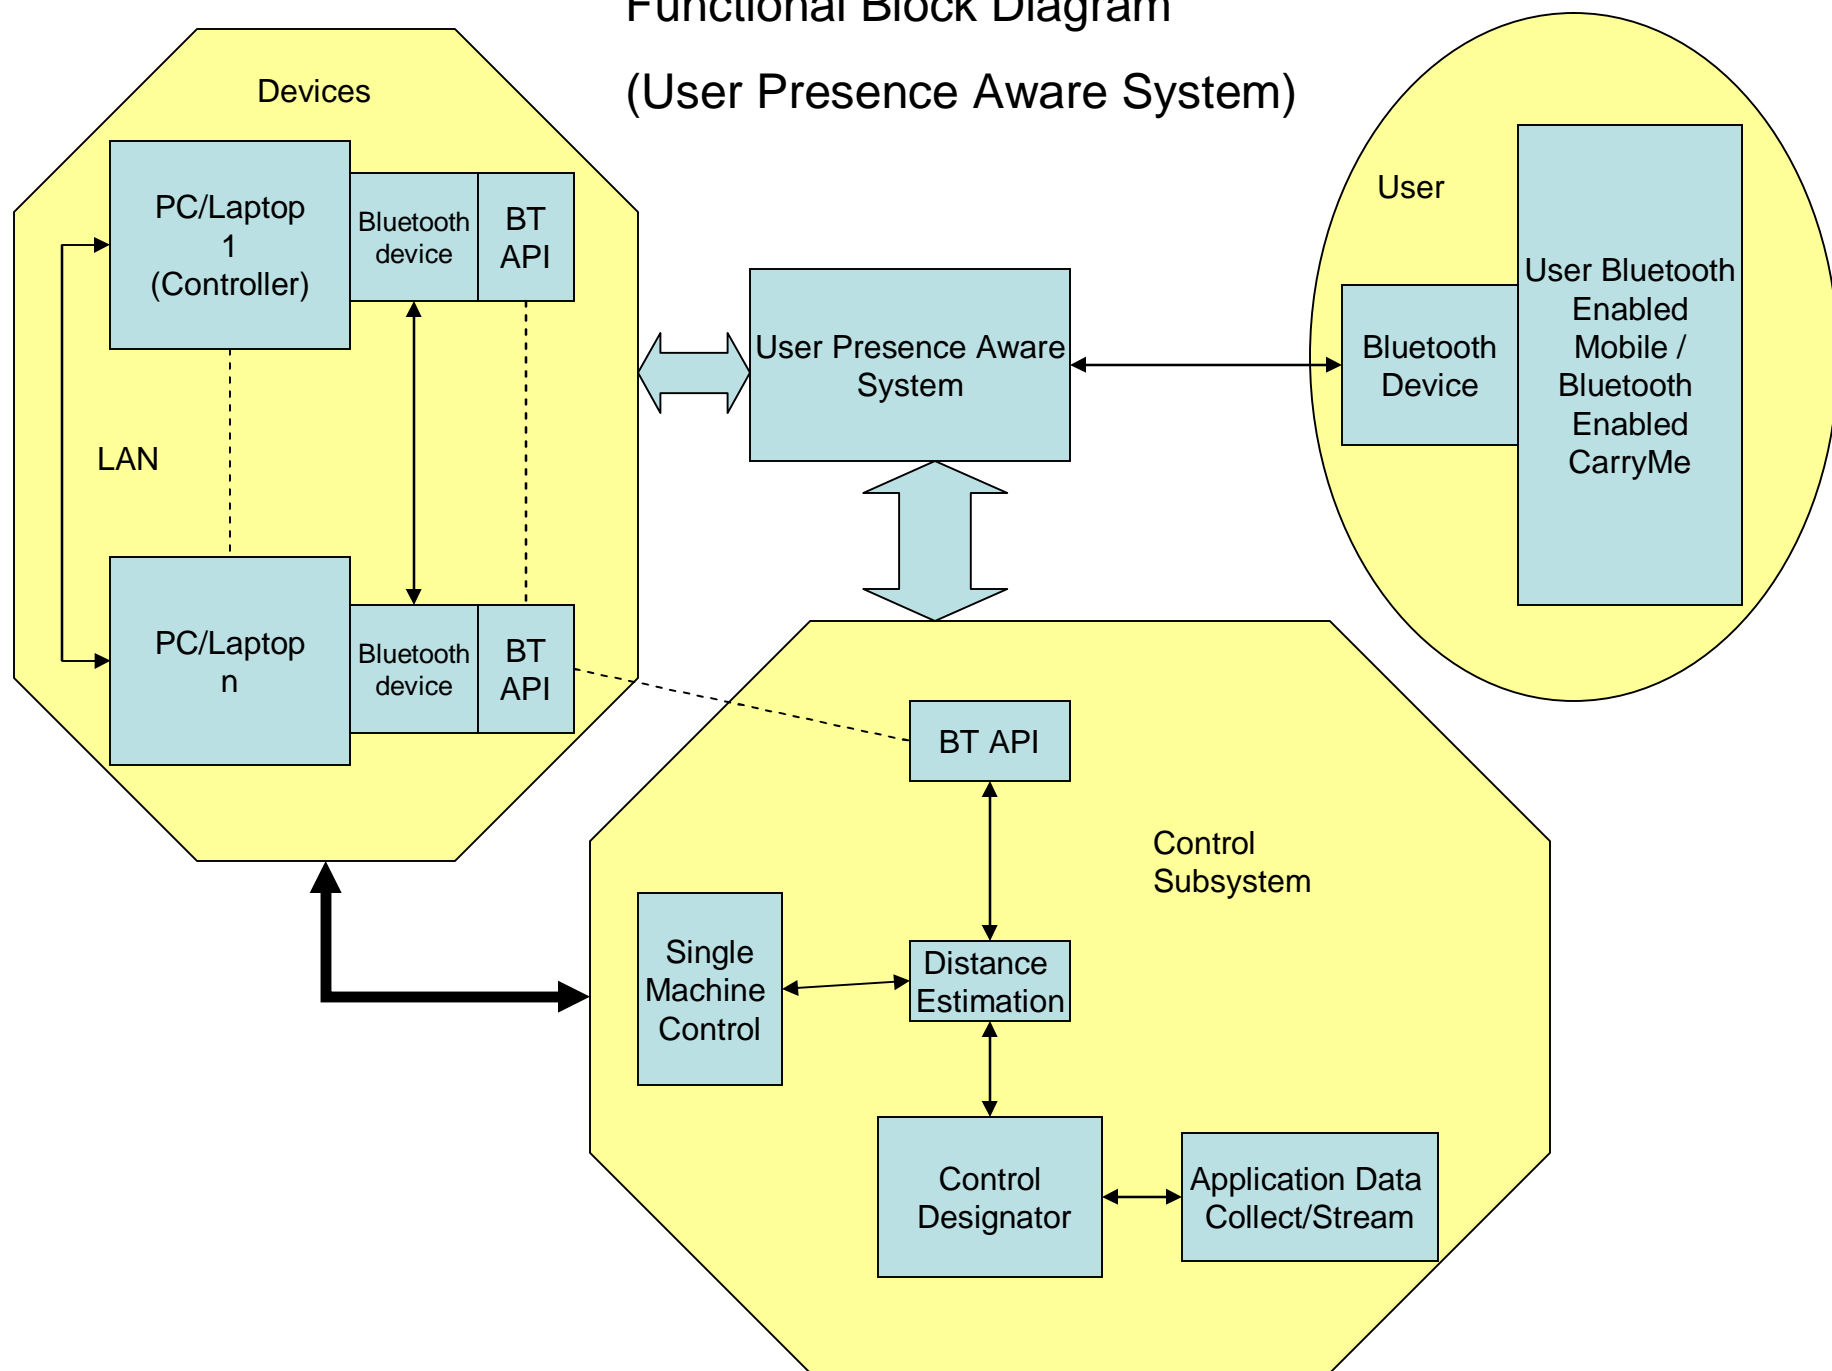 Functional Block Diagram
(User Presence Aware System)
Devices
PC/Laptop
1
(Controller)
Bluetooth
device
BT
API
LAN
PC/Laptop
n
Bluetooth
device
BT
API
User Presence Aware
System
User
Bluetooth
Device
User Bluetooth
Enabled
Mobile /
Bluetooth
Enabled
CarryMe
BT API
Control
Subsystem
Single
Machine
Control
Distance
Estimation
Control
Designator
Application Data
Collect/Stream